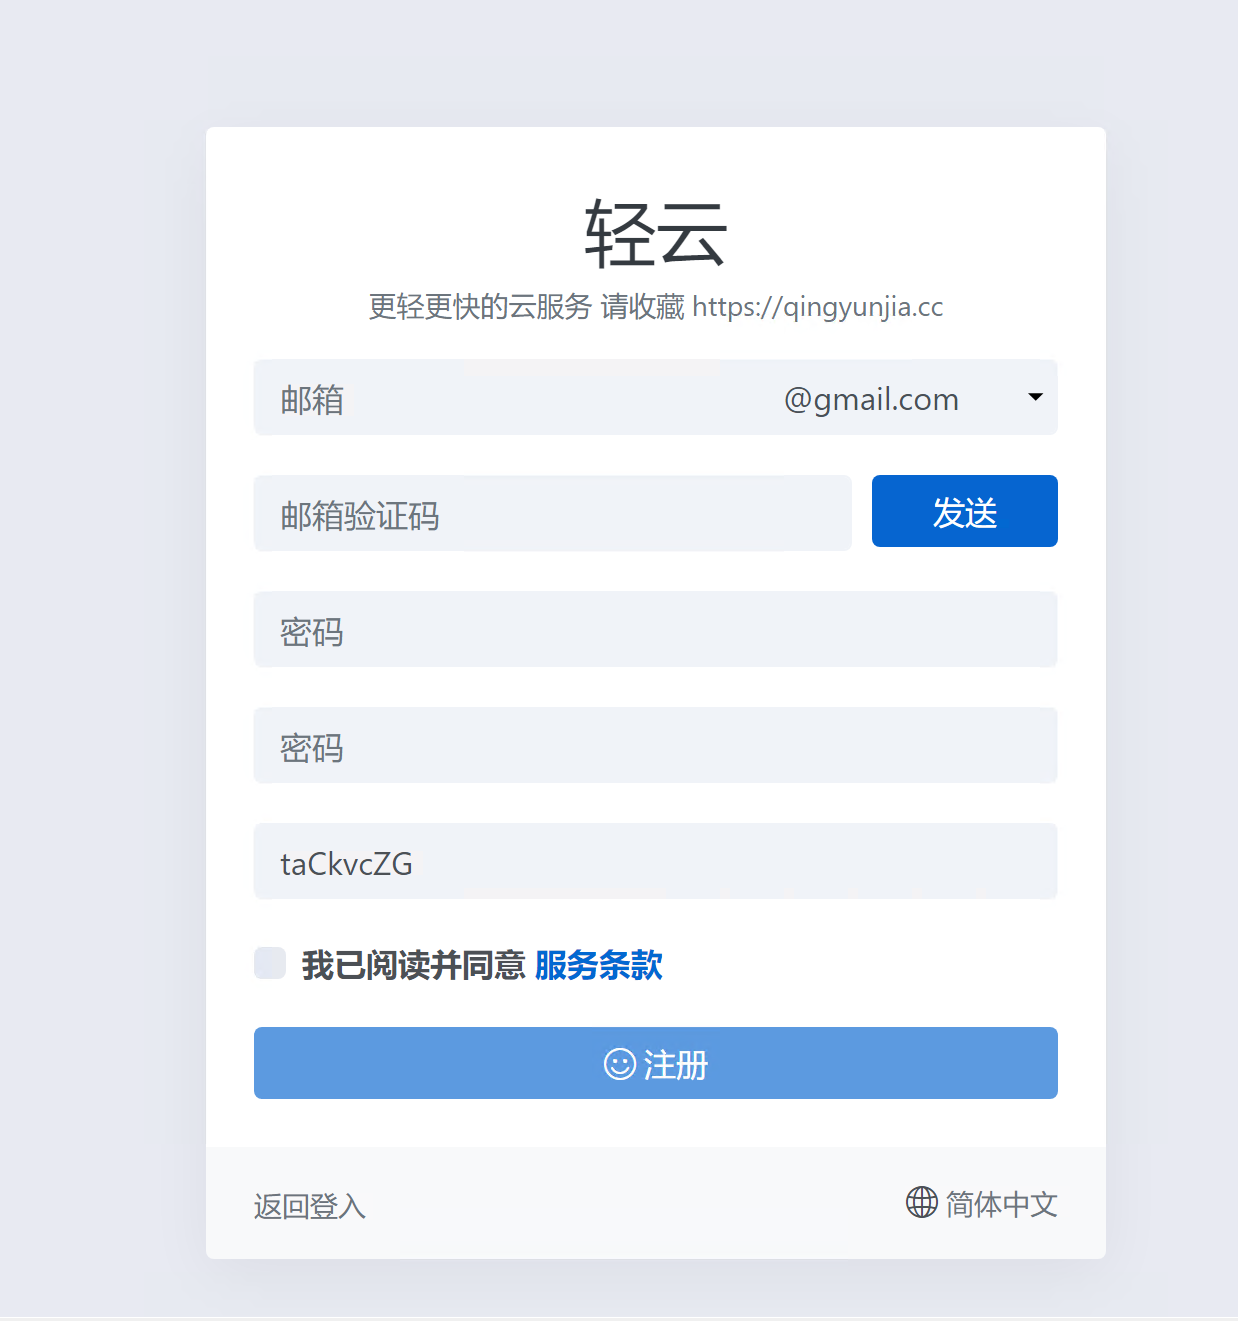 轻云
更轻更快的云服务 请收藏 https://qingyunjia.cc
邮箱 @gmail.com
邮箱验证码 发送
密码
密码
taCkvcZG
我已阅读并同意 服务条款
注册
返回登入 简体中文